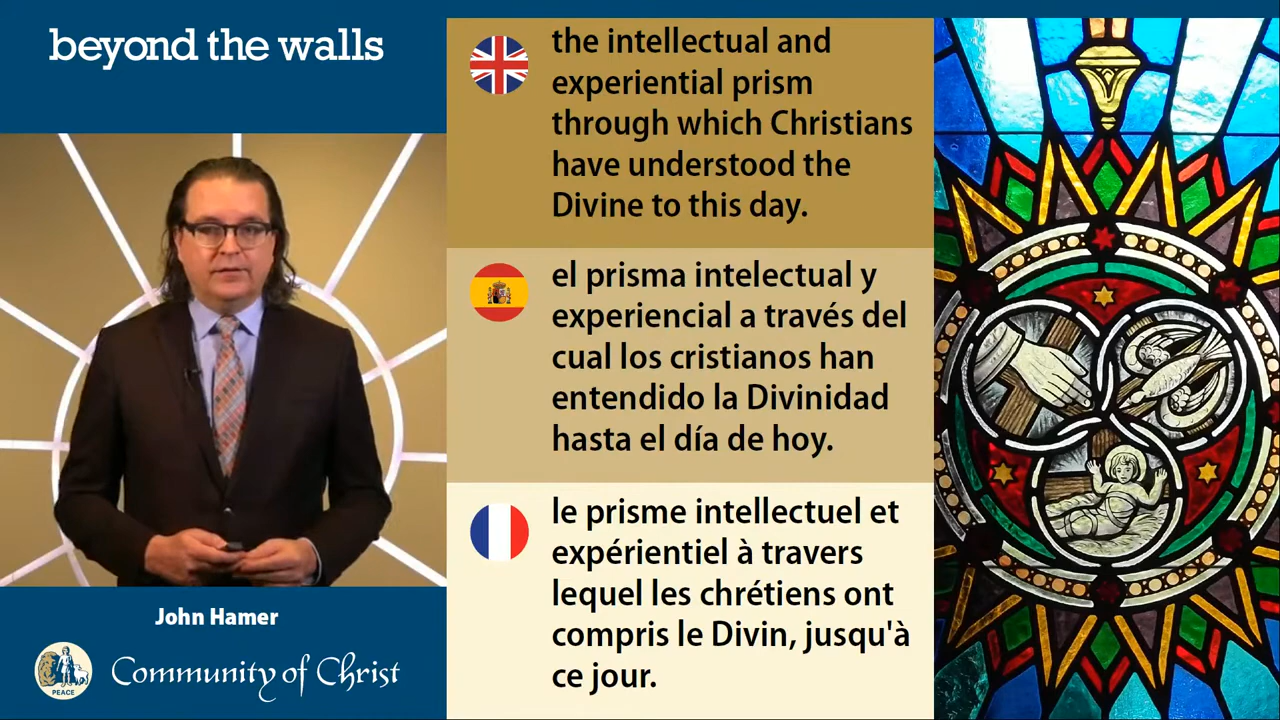 beyond the walls
the intellectual and
experiential prism
through which Christians
have understood the
Divine to this day.
el prisma intelectual y
experiencial a través del
cual los cristianos han
entendido la Divinidad
hasta el día de hoy.
le prisme intellectuel et
expérientiel à travers
lequel les chrétiens ont
compris le Divin, jusqu'à
ce jour.
John Hamer
PEACE
Community of Christ